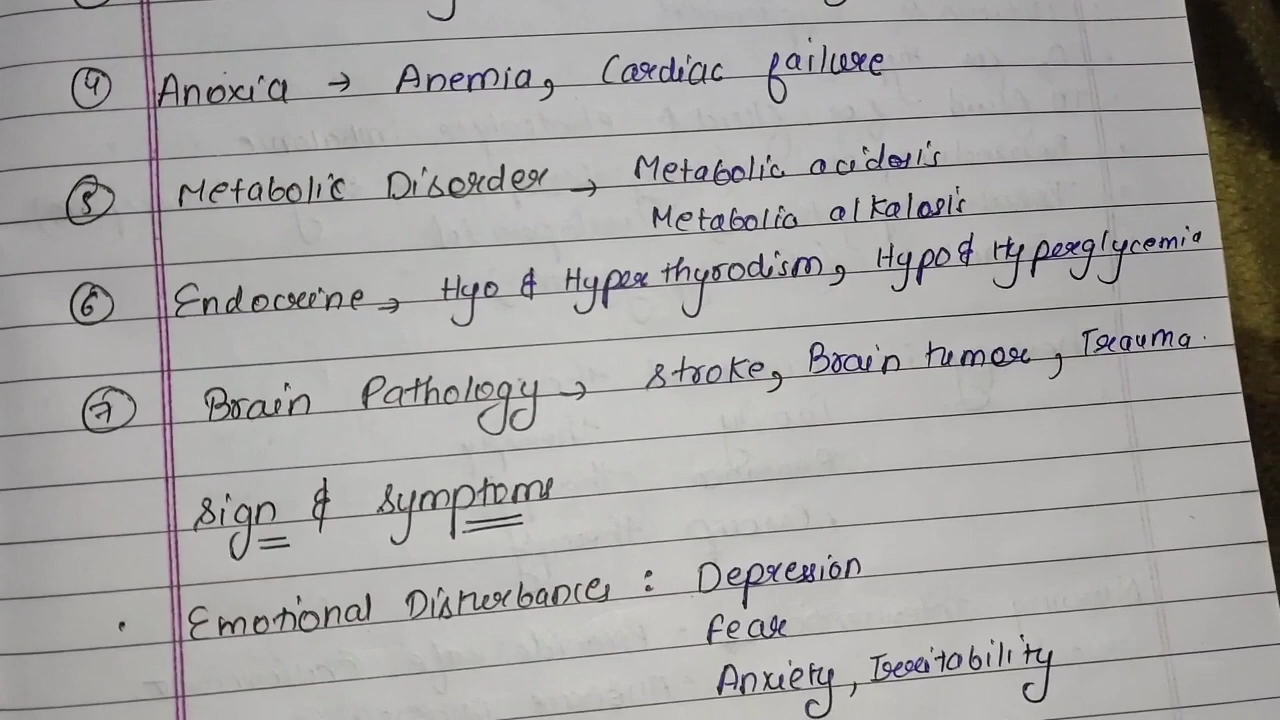 ④ Anoxia → Anemia, Cardiac failure
⑤ Metabolic Disorder → Metabolic acidosis
Metabolic alkalosis
⑥ Endocrine → Hyo & Hyper thyrodism, Hypo & Hyperglycemia
⑦ Brain Pathology → stroke, Brain tumor, Trauma.
sign & symptoms
• Emotional Disturbances : Depression
fear
Anxiety, Irritability